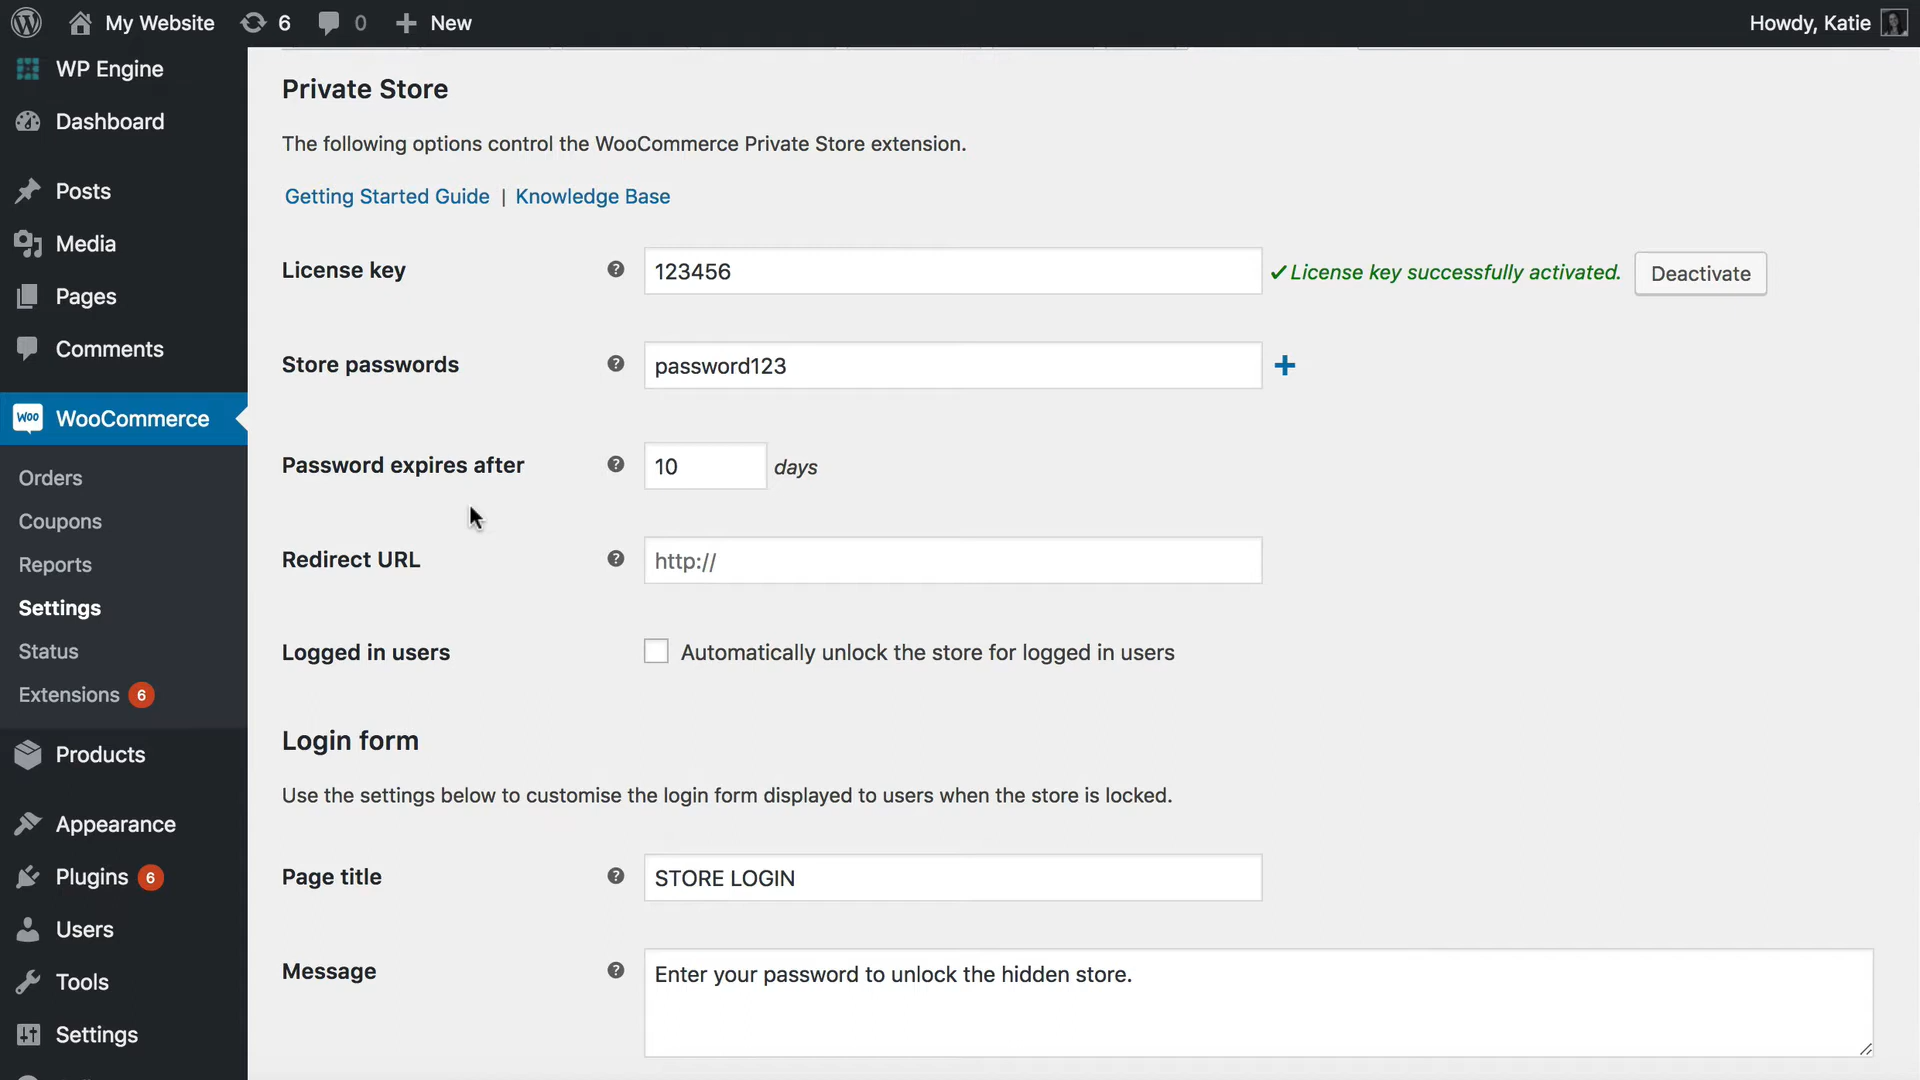 My Website
6
0
New
Howdy, Katie
WP Engine
Dashboard
Posts
Media
Pages
Comments
Woo
WooCommerce
Orders
Coupons
Reports
Settings
Status
Extensions 6
Products
Appearance
Plugins 6
Users
Tools
Settings
Private Store
The following options control the WooCommerce Private Store extension.
Getting Started Guide | Knowledge Base
License key ? 123456 ✓ License key successfully activated. Deactivate
Store passwords ? password123 +
Password expires after ? 10 days
Redirect URL ? http://
Logged in users Automatically unlock the store for logged in users
Login form
Use the settings below to customise the login form displayed to users when the store is locked.
Page title ? STORE LOGIN
Message ? Enter your password to unlock the hidden store.